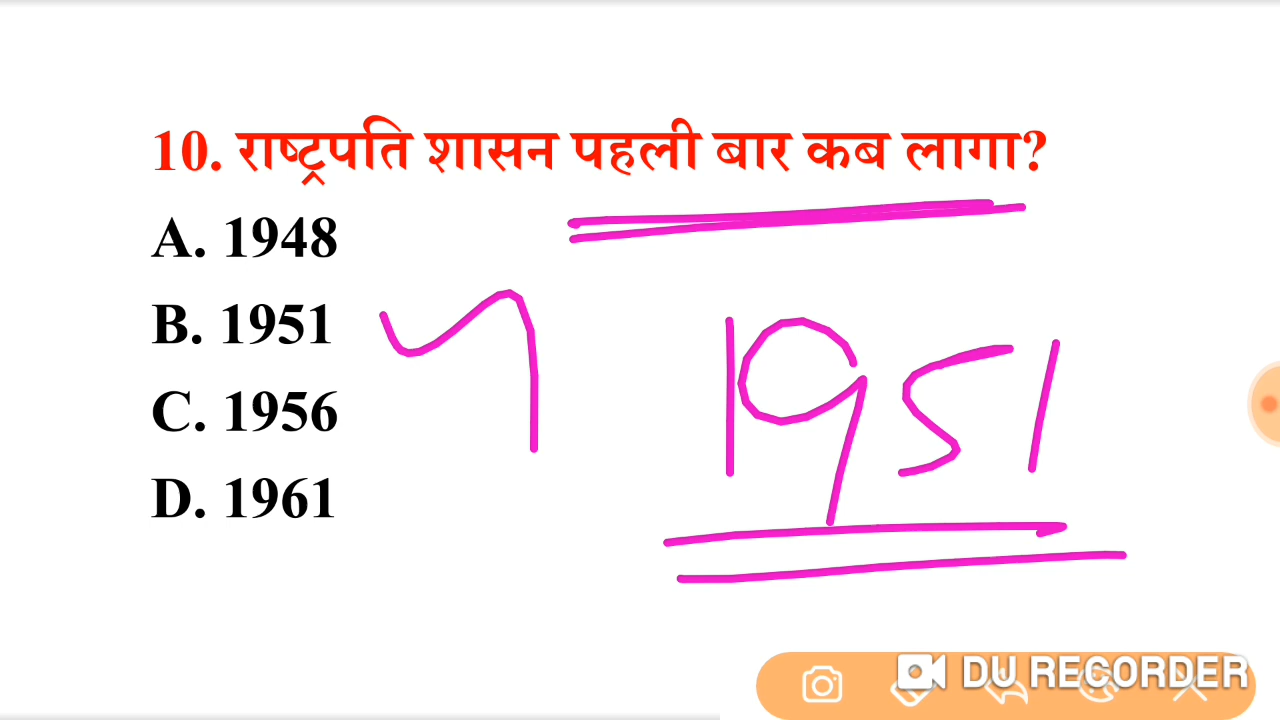 10. राष्ट्रपति शासन पहली बार कब लागा?
A. 1948
B. 1951
C. 1956
D. 1961
1951
DU RECORDER